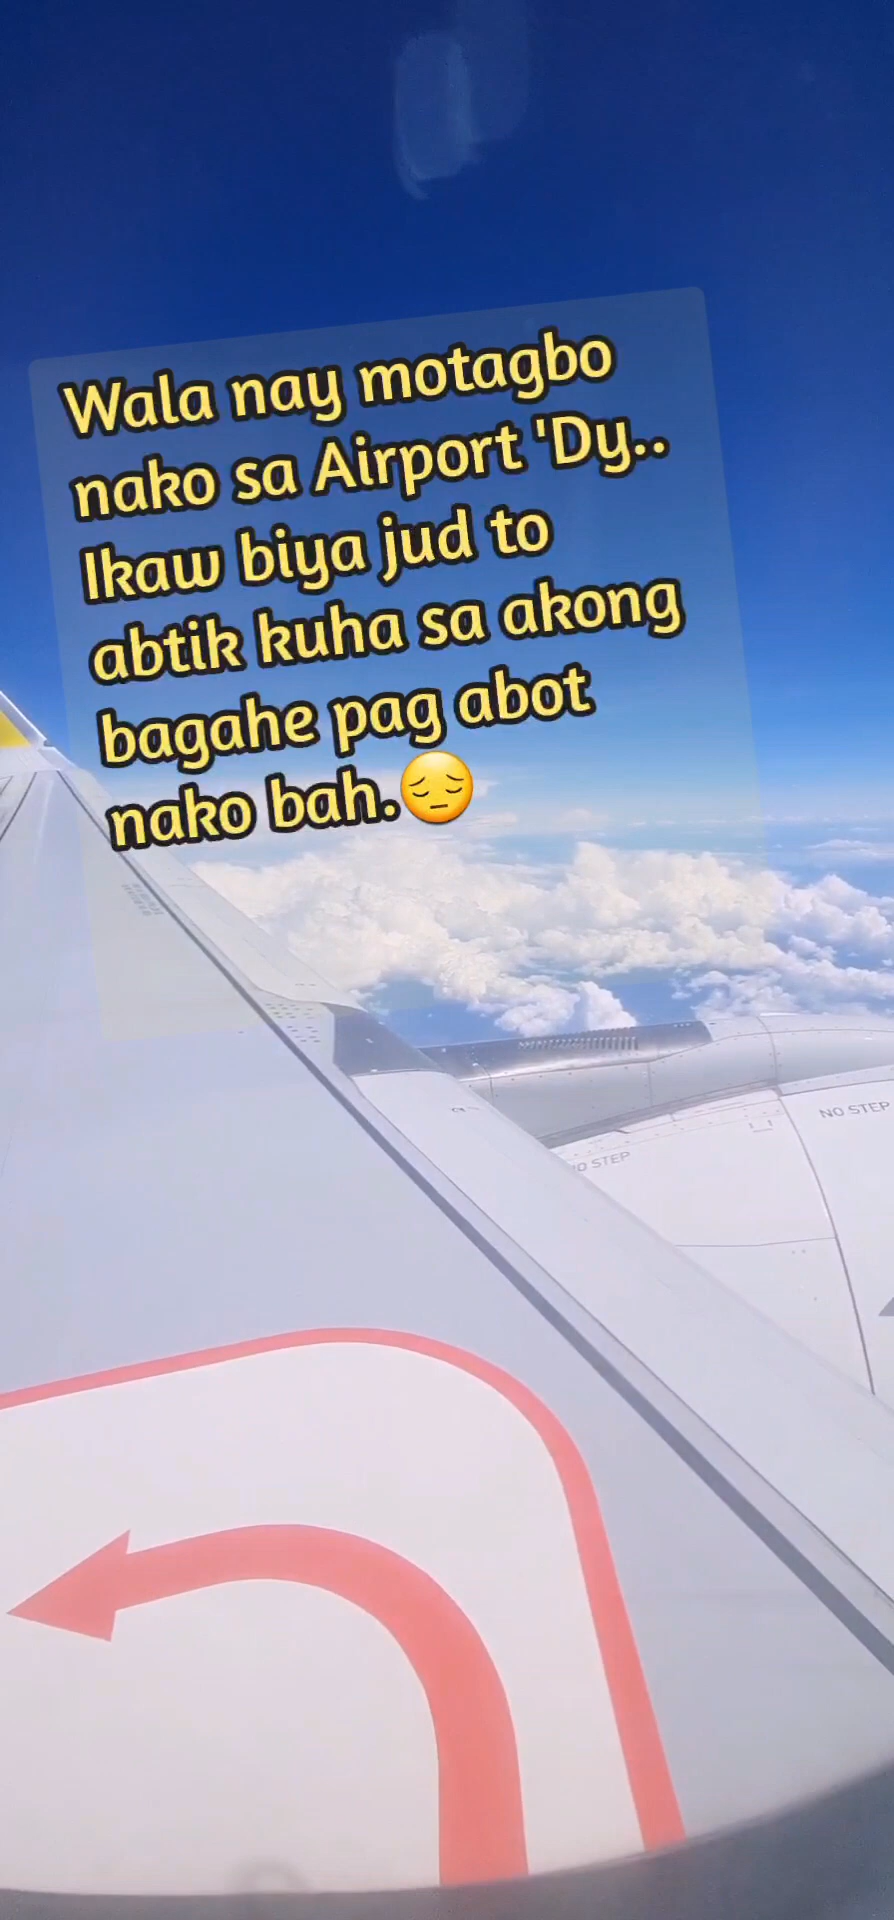 Wala nay motagbo
nako sa Airport 'Dy..
Ikaw biya jud to
abtik kuha sa akong
bagahe pag abot
nako bah.😔
NO STEP
NO STEP